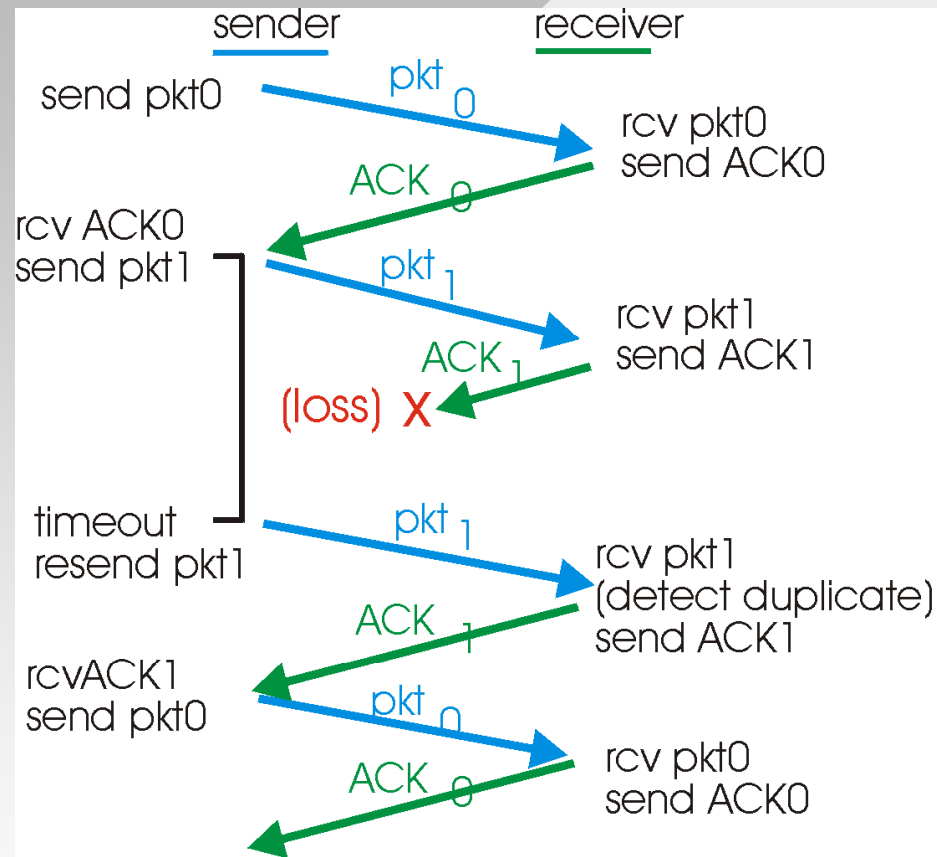 sender
receiver
send pkt0
pkt 0
rcv pkt0
send ACK0
ACK 0
rcv ACK0
send pkt1
pkt 1
rcv pkt1
send ACK1
ACK 1
(loss) X
timeout
resend pkt1
pkt 1
rcv pkt1
(detect duplicate)
send ACK1
ACK 1
rcvACK1
send pkt0
pkt 0
rcv pkt0
send ACK0
ACK 0